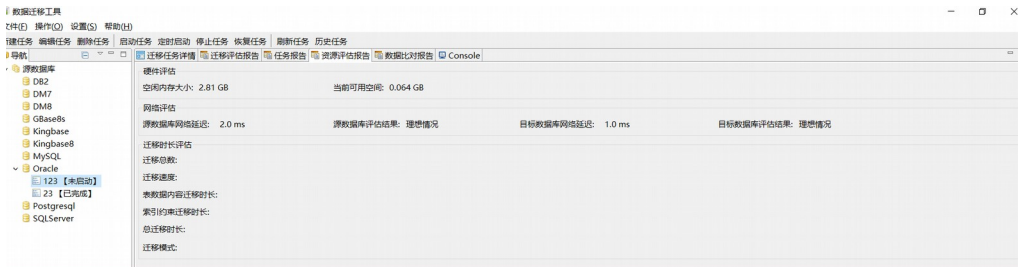 数据迁移工具
文件(F) 操作(O) 设置(S) 帮助(H)
新建任务 编辑任务 删除任务 启动任务 定时启动 停止任务 恢复任务 刷新任务 历史任务
导航
迁移任务详情 迁移评估报告 任务报告 资源评估报告 数据比对报告 Console
源数据库
DB2
DM7
DM8
GBase8s
Kingbase
Kingbase8
MySQL
Oracle
123 【未启动】
23 【已完成】
Postgresql
SQLServer
硬件评估
空闲内存大小: 2.81 GB 当前可用空间: 0.064 GB
网络评估
源数据库网络延迟: 2.0 ms 源数据库评估结果: 理想情况 目标数据库网络延迟: 1.0 ms 目标数据库评估结果: 理想情况
迁移时长评估
迁移总数:
迁移速度:
表数据内容迁移时长:
索引约束迁移时长:
总迁移时长:
迁移模式: